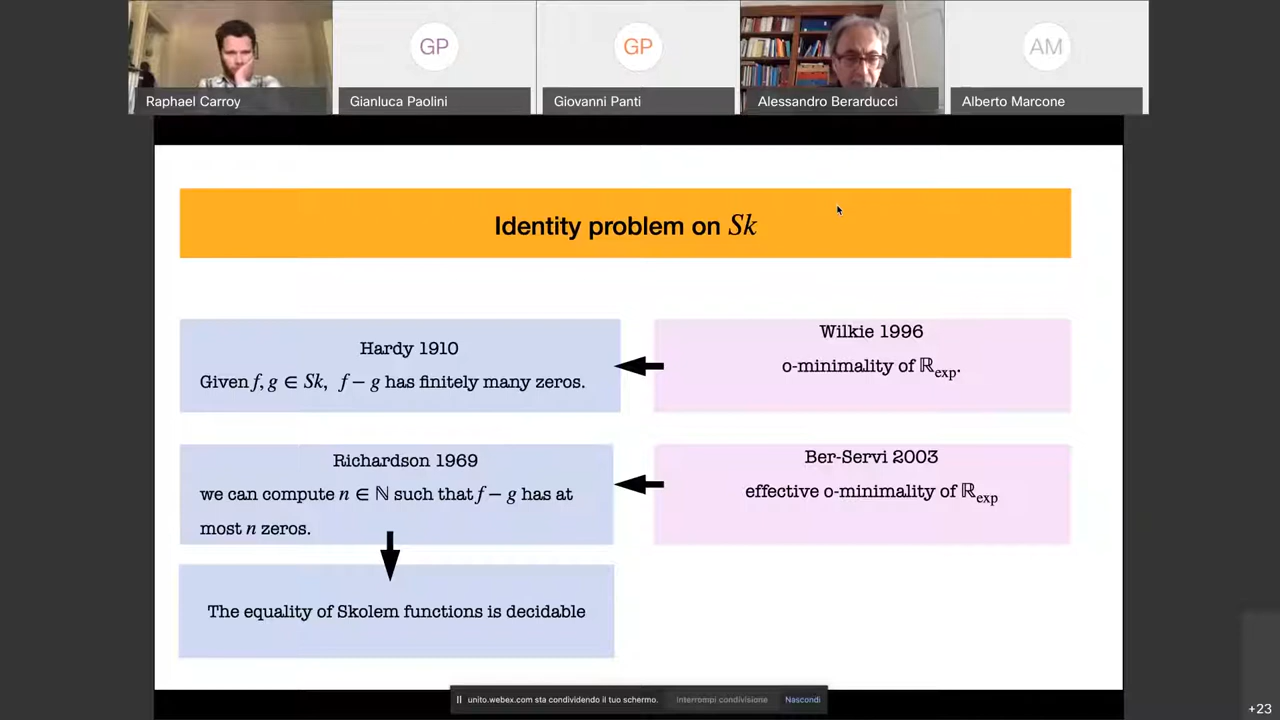 GP
GP
AM
Raphael Carroy
Gianluca Paolini
Giovanni Panti
Alessandro Berarducci
Alberto Marcone
Identity problem on Sk
Hardy 1910
Given f, g ∈ Sk, f − g has finitely many zeros.
Wilkie 1996
o-minimality of ℝexp.
Richardson 1969
we can compute n ∈ ℕ such that f − g has at
most n zeros.
Ber-Servi 2003
effective o-minimality of ℝexp
The equality of Skolem functions is decidable
unito.webex.com sta condividendo il tuo schermo.
Interrompi condivisione
Nascondi
+23